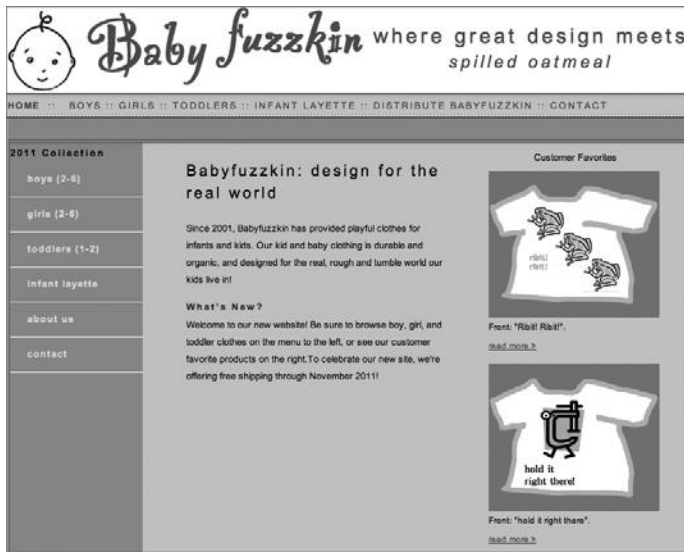 Baby fuzzkin where great design meets
spilled oatmeal
HOME :: BOYS :: GIRLS :: TODDLERS :: INFANT LAYETTE :: DISTRIBUTE BABYFUZZKIN :: CONTACT
2011 Collection
boys (2-6)
girls (2-6)
toddlers (1-2)
infant layette
about us
contact
Babyfuzzkin: design for the
real world
Since 2001, Babyfuzzkin has provided playful clothes for
infants and kids. Our kid and baby clothing is durable and
organic, and designed for the real, rough and tumble world our
kids live in!
What's New?
Welcome to our new website! Be sure to browse boy, girl, and
toddler clothes on the menu to the left, or see our customer
favorite products on the right.To celebrate our new site, we're
offering free shipping through November 2011!
Customer Favorites
ribit!
ribit!
Front: "Ribit! Ribit!".
read more >
hold it
right there!
Front: "hold it right there".
read more >